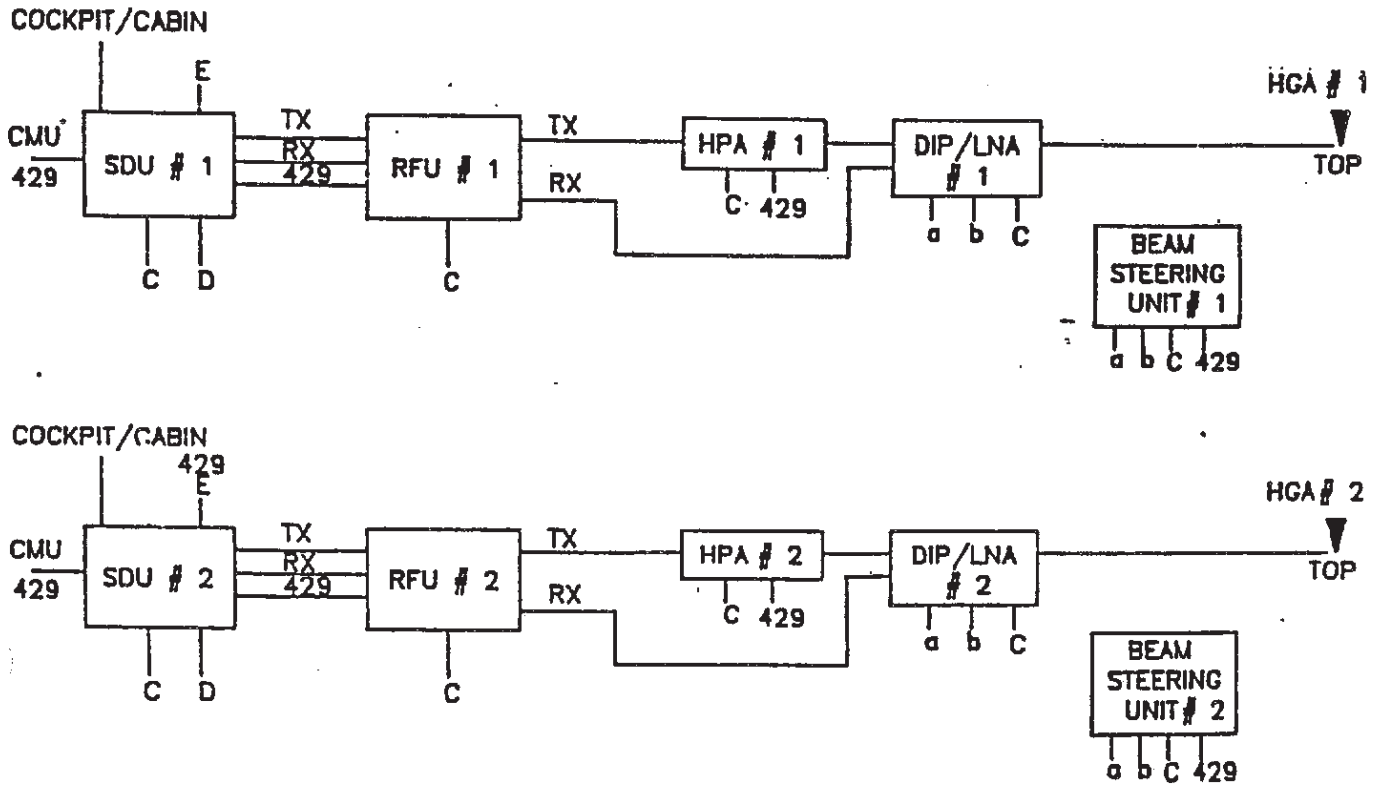 COCKPIT/CABIN
E
HGA # 1
CMU
429
SDU # 1
TX
RX
429
RFU # 1
TX
RX
HPA # 1
C 429
DIP/LNA
# 1
a b C
TOP
C D
C
BEAM
STEERING
UNIT # 1
a b C 429
COCKPIT/CABIN
429
E
HGA # 2
CMU
429
SDU # 2
TX
RX
429
RFU # 2
TX
RX
HPA # 2
C 429
DIP/LNA
# 2
a b C
TOP
C D
C
BEAM
STEERING
UNIT # 2
a b C 429